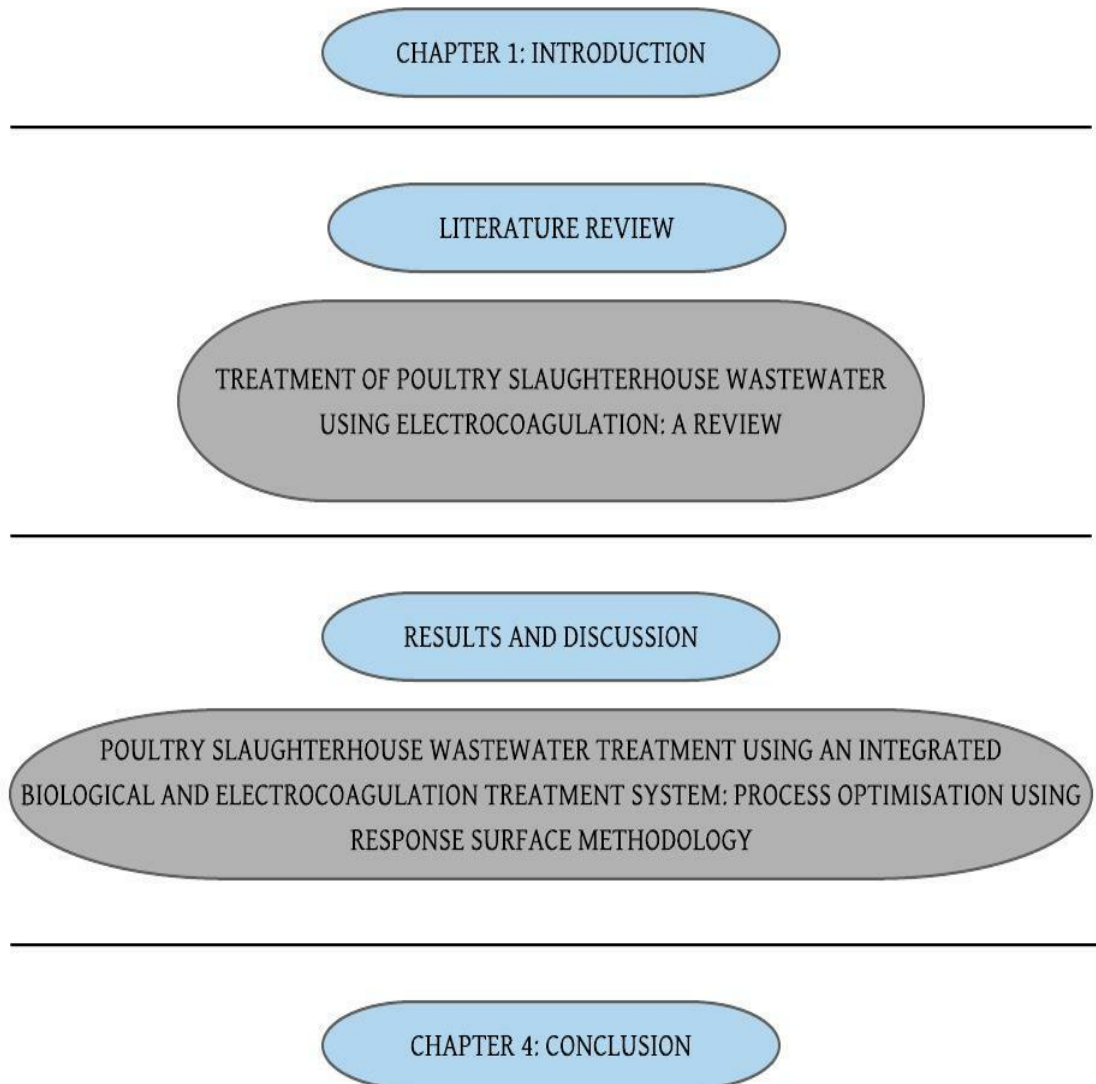 CHAPTER 1: INTRODUCTION
LITERATURE REVIEW
TREATMENT OF POULTRY SLAUGHTERHOUSE WASTEWATER
USING ELECTROCOAGULATION: A REVIEW
RESULTS AND DISCUSSION
POULTRY SLAUGHTERHOUSE WASTEWATER TREATMENT USING AN INTEGRATED
BIOLOGICAL AND ELECTROCOAGULATION TREATMENT SYSTEM: PROCESS OPTIMISATION USING
RESPONSE SURFACE METHODOLOGY
CHAPTER 4: CONCLUSION